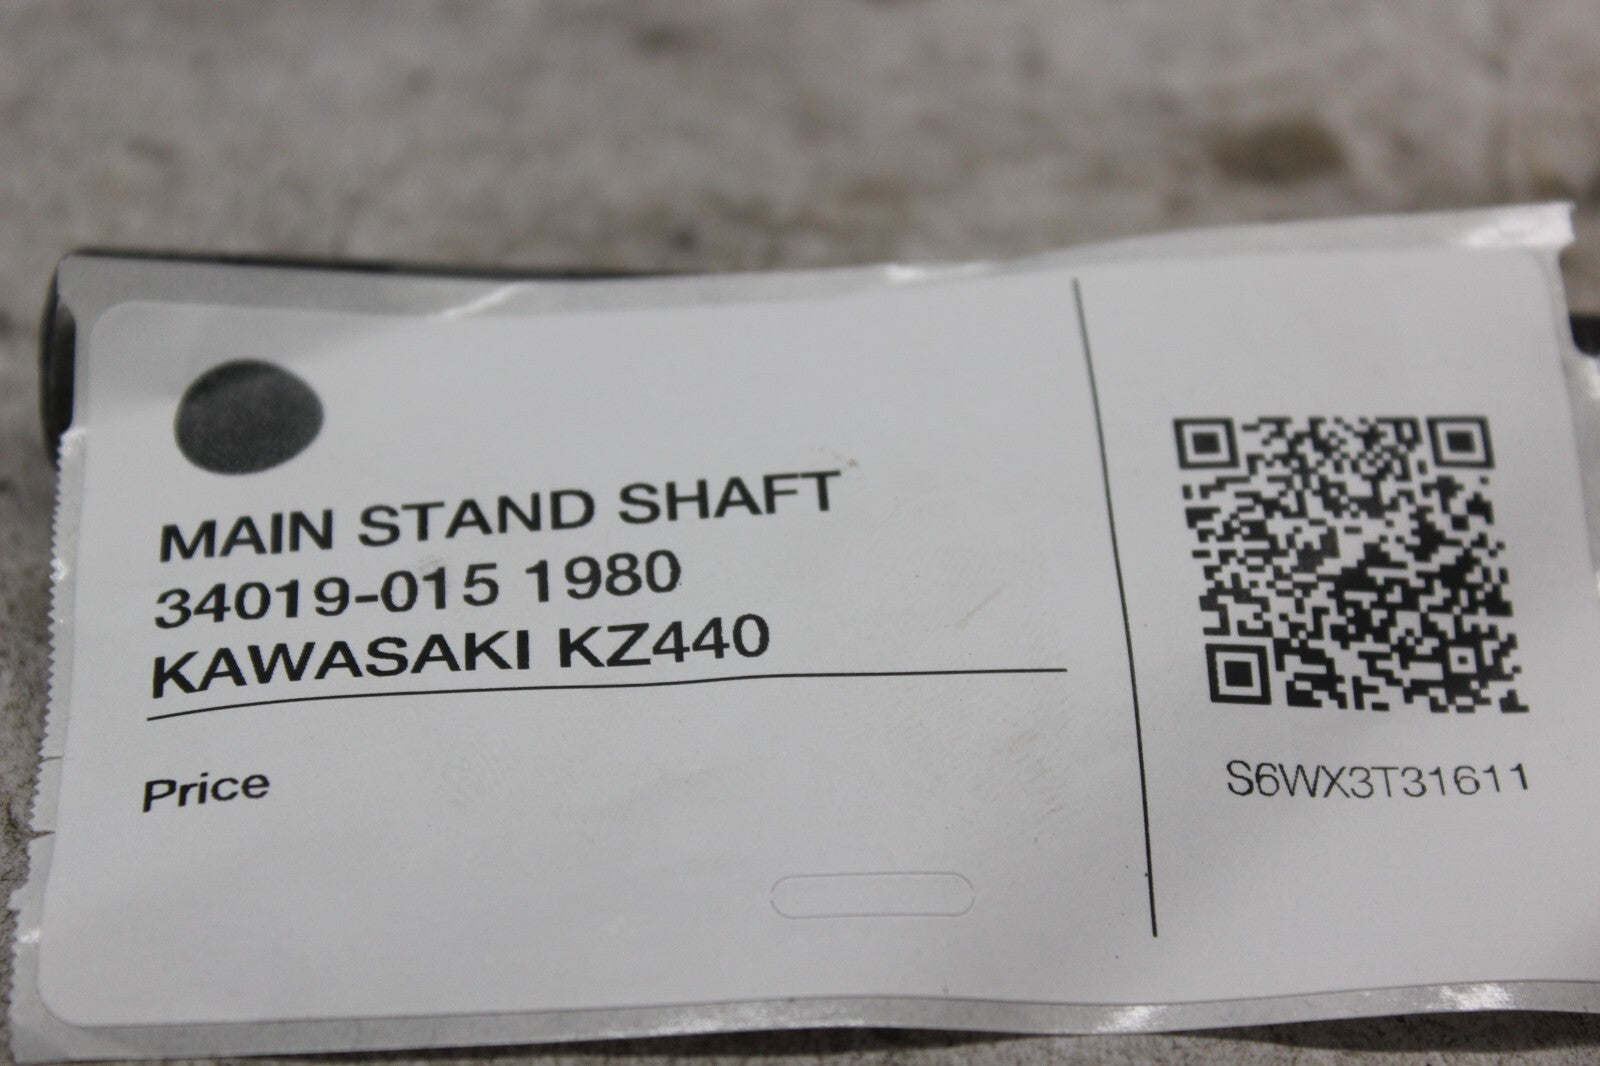 MAIN STAND SHAFT
34019-015 1980
KAWASAKI KZ440
Price
S6WX3T31611